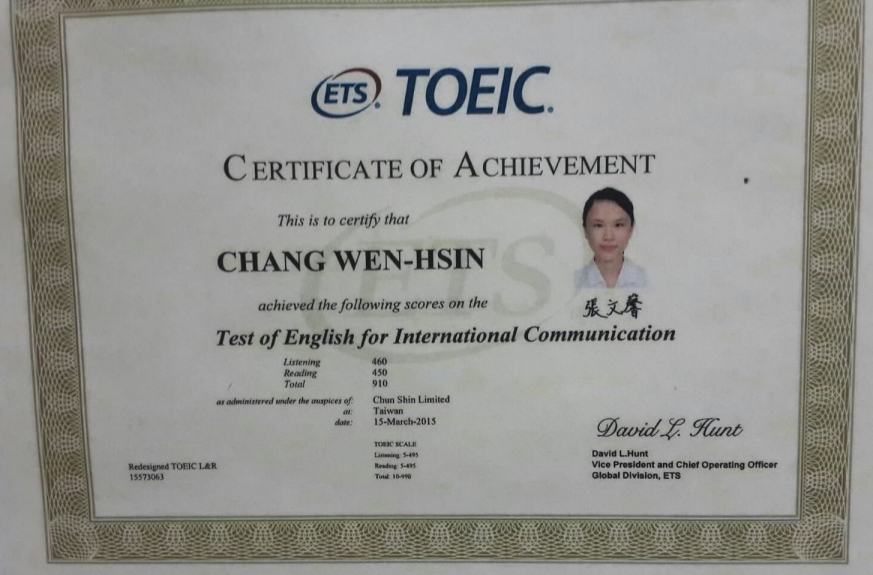 ETS® TOEIC®
CERTIFICATE OF ACHIEVEMENT
This is to certify that
CHANG WEN-HSIN
achieved the following scores on the
張文馨
Test of English for International Communication
Listening 460
Reading 450
Total 910
as administered under the auspices of: Chun Shin Limited
at: Taiwan
date: 15-March-2015
TOEIC SCALE
Listening: 5-495
Reading: 5-495
Total: 10-990
Redesigned TOEIC L&R
15573063
David L. Hunt
David L.Hunt
Vice President and Chief Operating Officer
Global Division, ETS
ETS